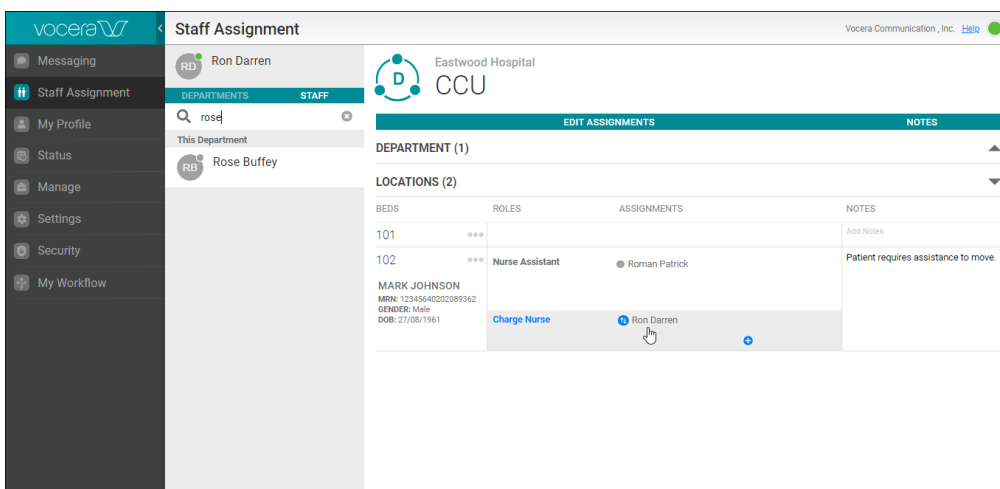 vocera
Staff Assignment
Vocera Communication , Inc. Help
Messaging
Staff Assignment
My Profile
Status
Manage
Settings
Security
My Workflow
RD
Ron Darren
DEPARTMENTS STAFF
rose
This Department
RB
Rose Buffey
D
Eastwood Hospital
CCU
EDIT ASSIGNMENTS NOTES
DEPARTMENT (1)
LOCATIONS (2)
BEDS ROLES ASSIGNMENTS NOTES
101 Add Notes
102 Nurse Assistant Roman Patrick Patient requires assistance to move.
MARK JOHNSON
MRN: 12345640202089362
GENDER: Male
DOB: 27/08/1961 Charge Nurse Ron Darren